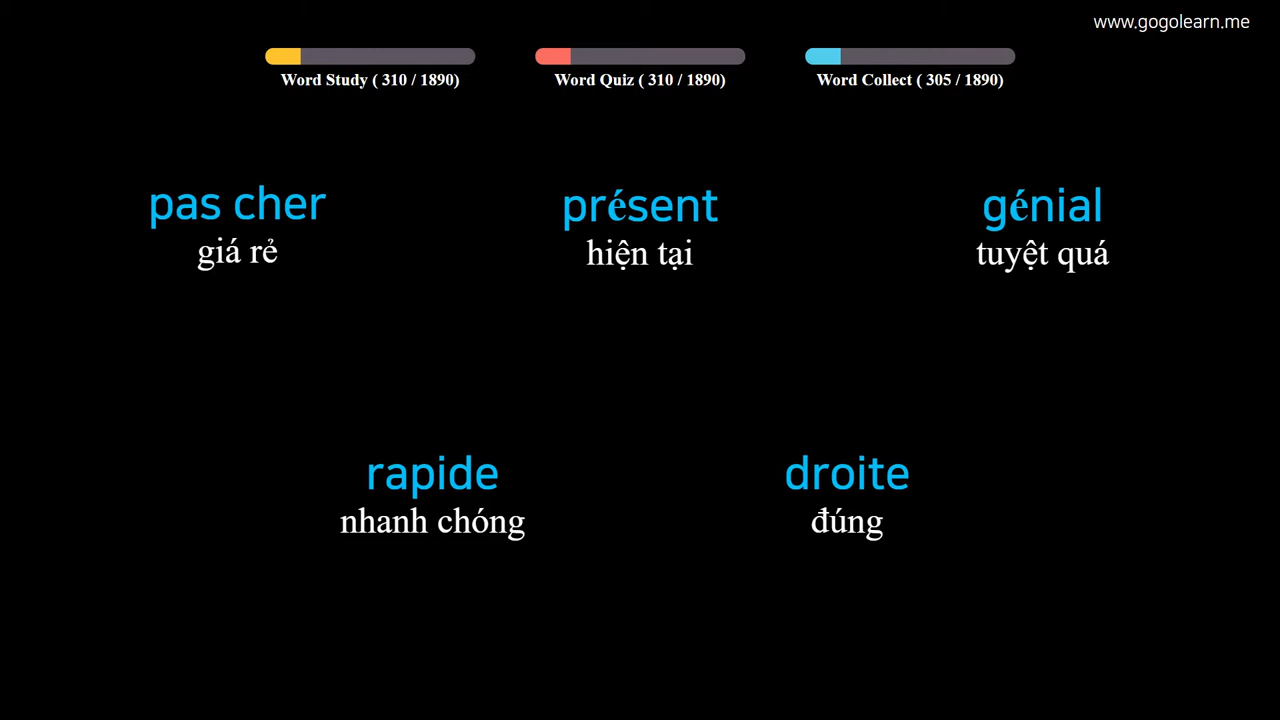 www.gogolearn.me
Word Study ( 310 / 1890)
Word Quiz ( 310 / 1890)
Word Collect ( 305 / 1890)
pas cher
giá rẻ
présent
hiện tại
génial
tuyệt quá
rapide
nhanh chóng
droite
đúng